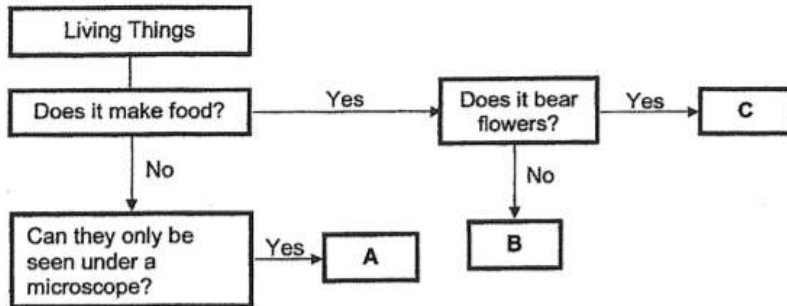 Living Things
Does it make food?
Yes
Does it bear
flowers?
Yes
C
No
No
Can they only be
seen under a
microscope?
Yes
A
B